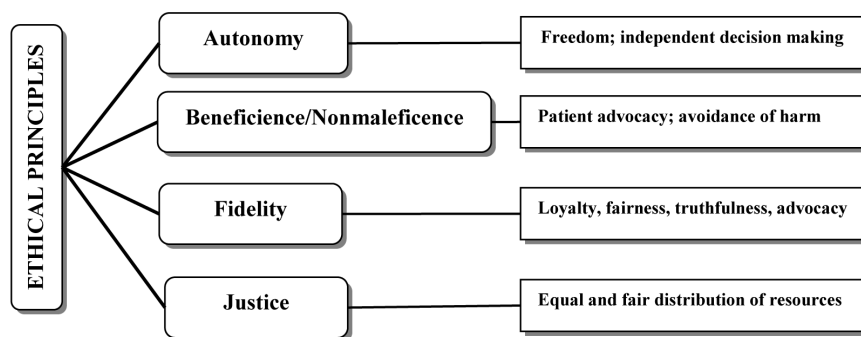 ETHICAL PRINCIPLES
Autonomy
Freedom; independent decision making
Beneficience/Nonmaleficence
Patient advocacy; avoidance of harm
Fidelity
Loyalty, fairness, truthfulness, advocacy
Justice
Equal and fair distribution of resources